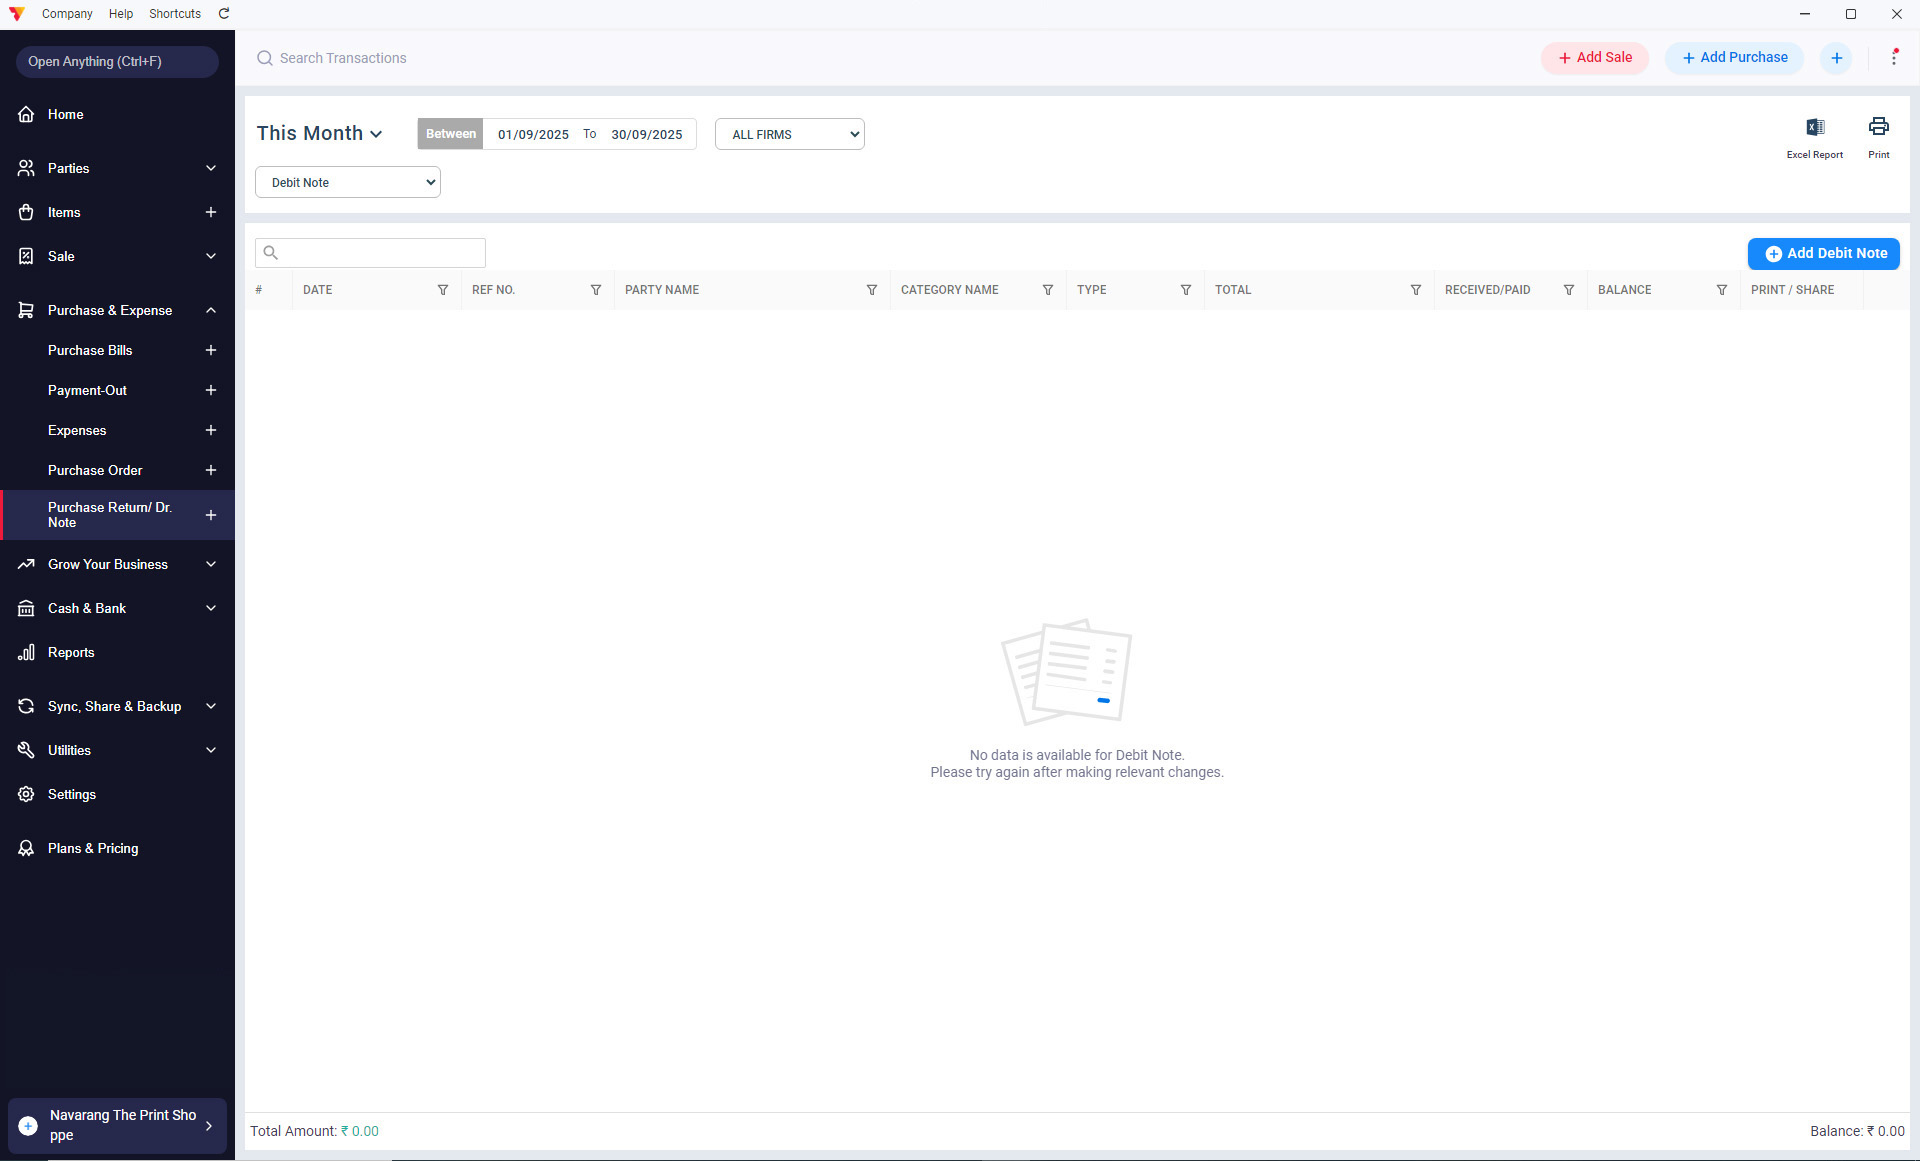 Company Help Shortcuts
Open Anything (Ctrl+F)
Home
Parties
Items
Sale
Purchase & Expense
Purchase Bills
Payment-Out
Expenses
Purchase Order
Purchase Return/ Dr.
Note
Grow Your Business
Cash & Bank
Reports
Sync, Share & Backup
Utilities
Settings
Plans & Pricing
Navarang The Print Sho
ppe
Search Transactions
Add Sale
Add Purchase
This Month
Between 01/09/2025 To 30/09/2025
ALL FIRMS
Excel Report
Print
Debit Note
Add Debit Note
# DATE REF NO. PARTY NAME CATEGORY NAME TYPE TOTAL RECEIVED/PAID BALANCE PRINT / SHARE
No data is available for Debit Note.
Please try again after making relevant changes.
Total Amount: ₹ 0.00
Balance: ₹ 0.00